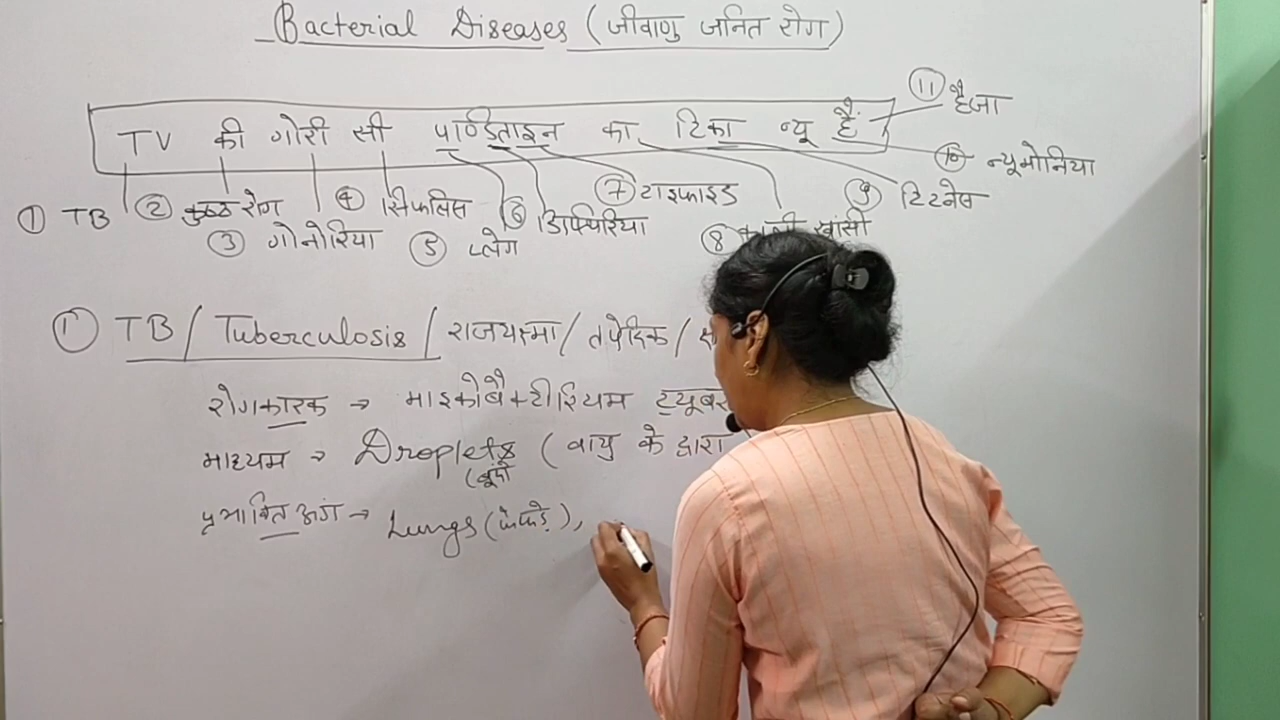 Bacterial Diseases (जीवाणु जनित रोग)
TV की गोरी सी पाण्डिताइन का टिका न्यू है
① TB ② कुष्ठ रोग ③ गोनोरिया ④ सिफलिस ⑤ प्लेग ⑥ डिप्थिरिया ⑦ टाइफाइड ⑧ काली खांसी ⑨ टिटनेस ⑩ न्यूमोनिया ⑪ हैजा
① TB / Tuberculosis / राजयक्ष्मा / तपेदिक /
रोगकारक → माइकोबैक्टीरियम ट्यूबर
माध्यम → Droplets (वायु के द्वारा
(बूंदों
प्रभावित अंग → Lungs (फेफड़े),